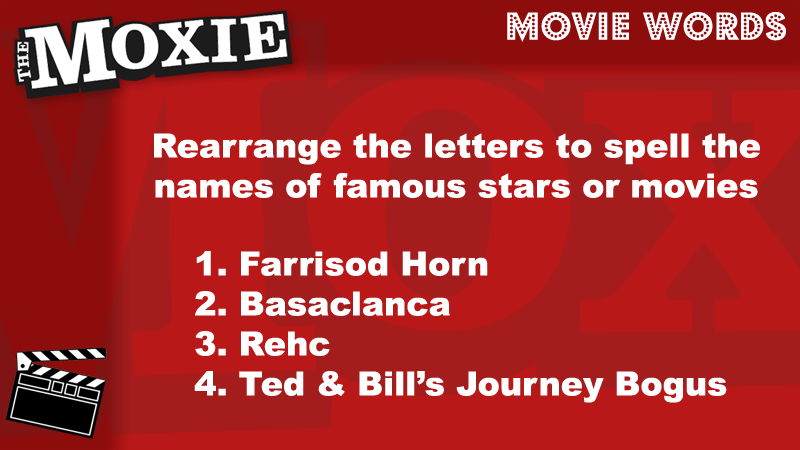 THE MOXIE
MOVIE WORDS
Rearrange the letters to spell the
names of famous stars or movies
1. Farrisod Horn
2. Basaclanca
3. Rehc
4. Ted & Bill’s Journey Bogus